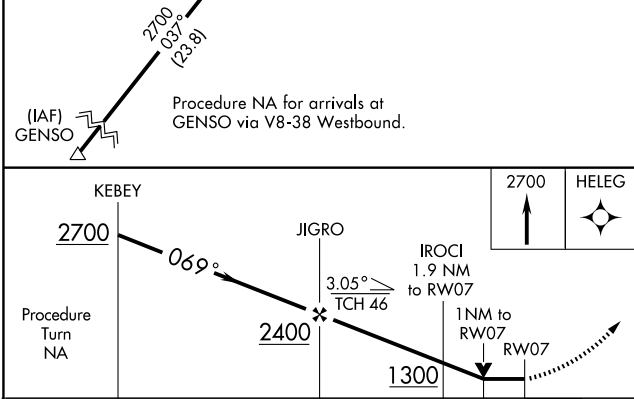 2700
037°
(23.8)
(IAF)
GENSO
Procedure NA for arrivals at
GENSO via V8-38 Westbound.
2700
HELEG
KEBEY
2700
069°
JIGRO
IROCI
1.9 NM
to RW07
3.05°
TCH 46
1NM to
RW07
RW07
Procedure
Turn
NA
2400
1300